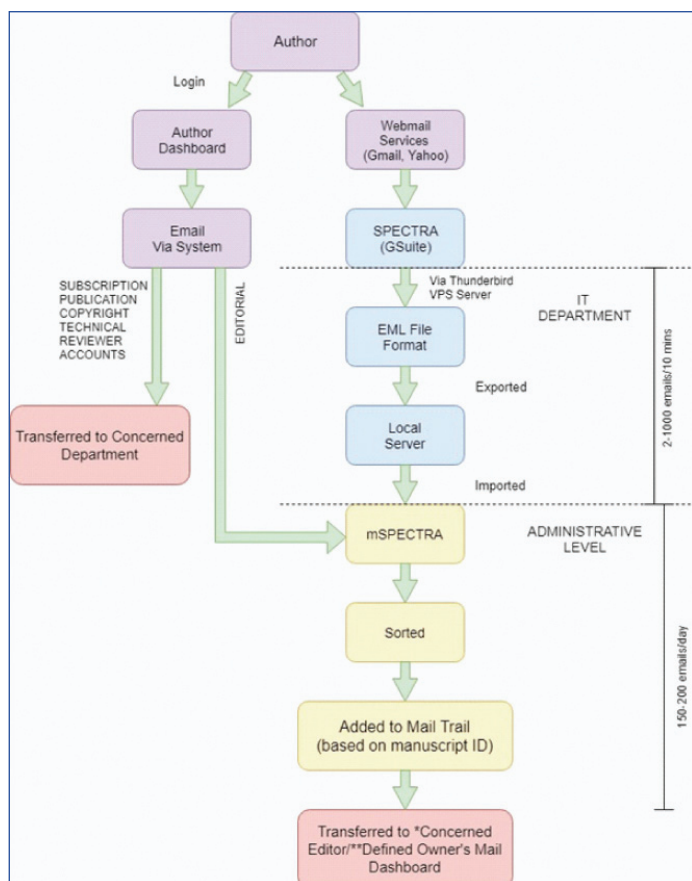 Author
Login
Author
Dashboard
Webmail
Services
(Gmail, Yahoo)
Email
Via System
SPECTRA
(GSuite)
SUBSCRIPTION
PUBLICATION
COPYRIGHT
TECHNICAL
REVIEWER
ACCOUNTS
EDITORIAL
Via Thunderbird
VPS Server
IT
DEPARTMENT
EML File
Format
2-1000 emails/10 mins
Exported
Transferred to Concerned
Department
Local
Server
Imported
mSPECTRA
ADMINISTRATIVE
LEVEL
Sorted
150-200 emails/day
Added to Mail Trail
(based on manuscript ID)
Transferred to *Concerned
Editor/**Defined Owner's Mail
Dashboard